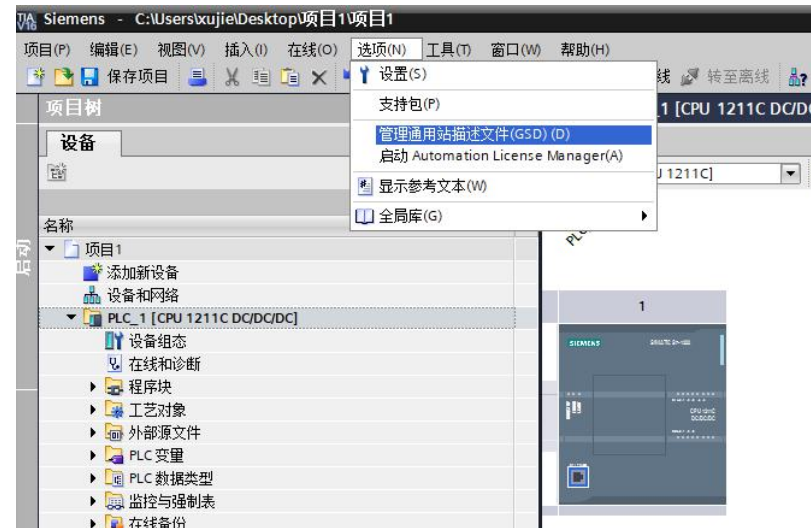 Siemens - C:\Users\xujie\Desktop\项目1\项目1
项目(P) 编辑(E) 视图(V) 插入(I) 在线(O) 选项(N) 工具(T) 窗口(W) 帮助(H)
保存项目
线 转至离线
设置(S)
支持包(P)
管理通用站描述文件(GSD) (D)
启动 Automation License Manager(A)
显示参考文本(W)
全局库(G)
项目树
_1 [CPU 1211C DC/D
设备
J 1211C]
名称
启动
项目1
添加新设备
设备和网络
PLC_1 [CPU 1211C DC/DC/DC]
设备组态
在线和诊断
程序块
工艺对象
外部源文件
PLC 变量
PLC 数据类型
监控与强制表
在线备份
1
SIEMENS